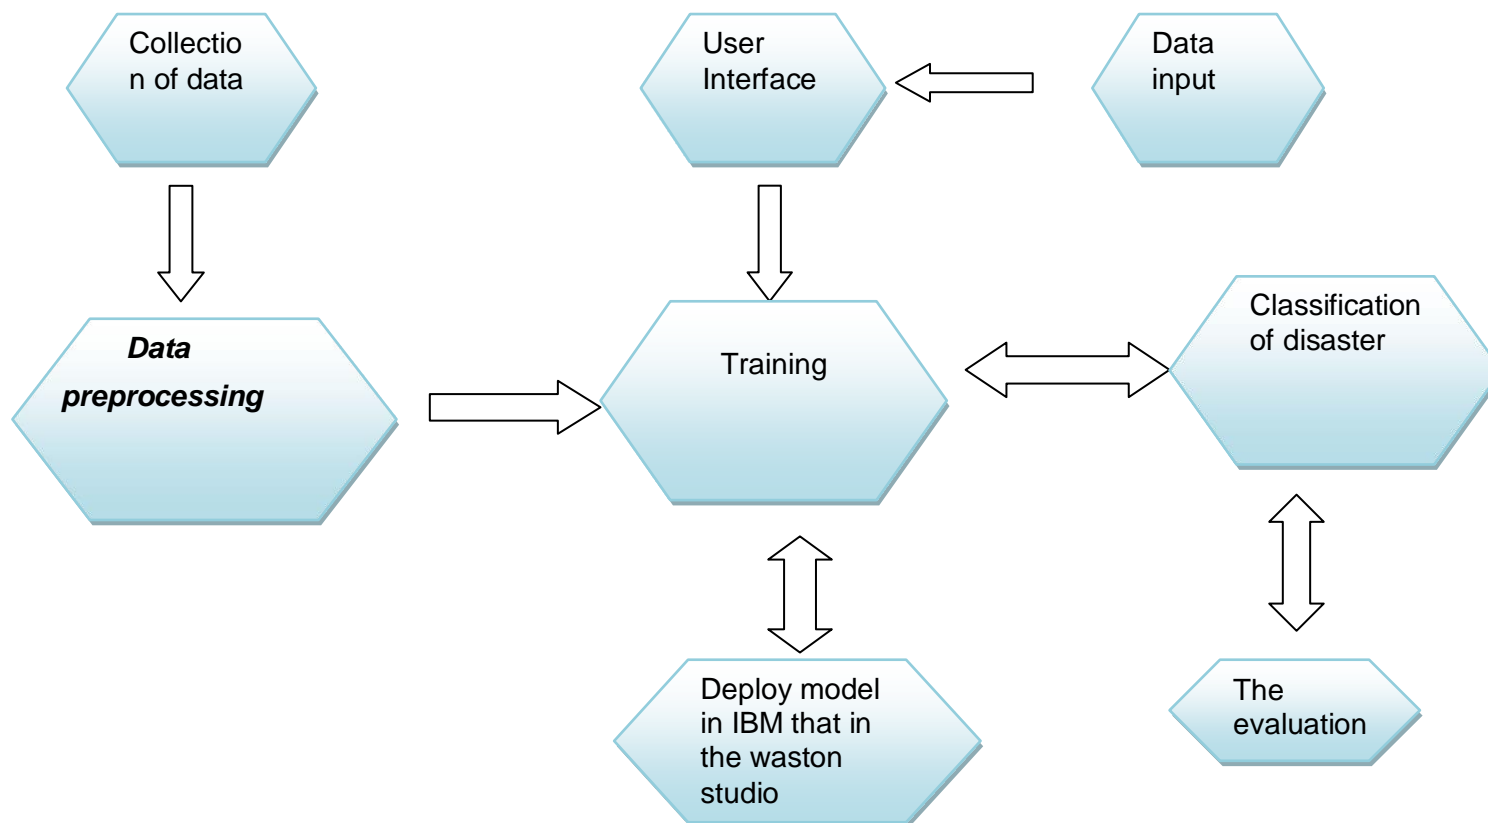 Collectio
n of data
User
Interface
Data
input
Data
preprocessing
Training
Classification
of disaster
Deploy model
in IBM that in
the waston
studio
The
evaluation